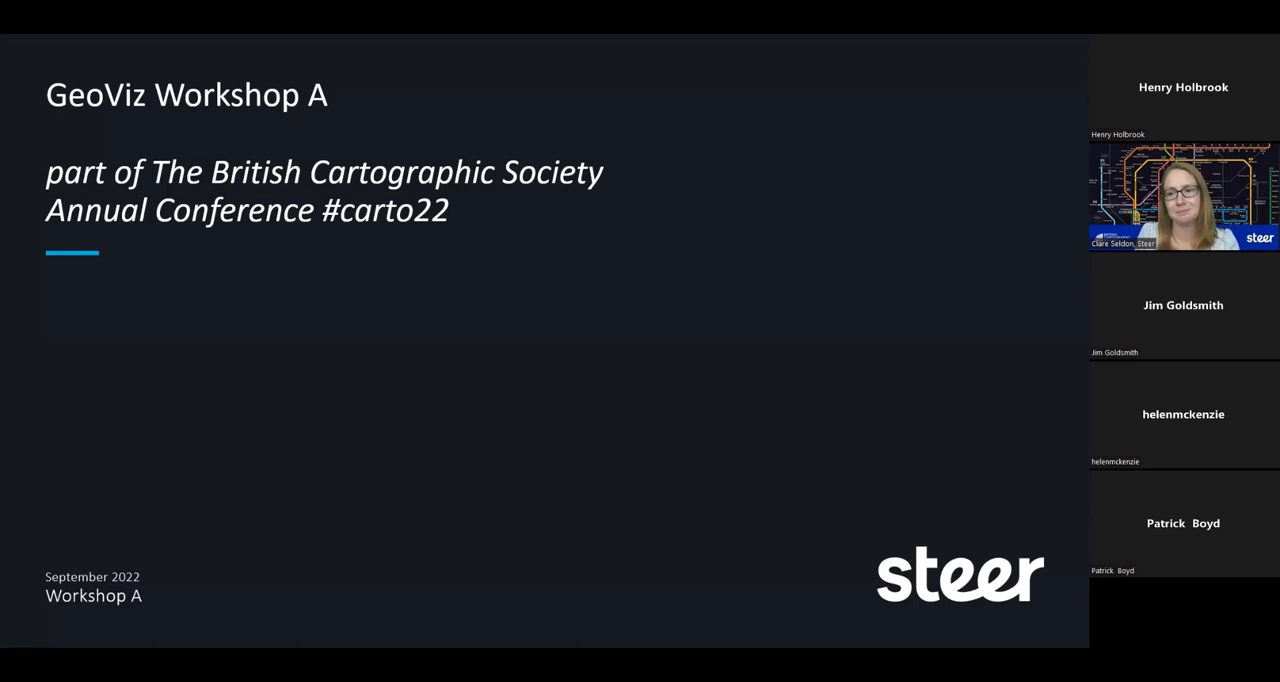 GeoViz Workshop A
part of The British Cartographic Society
Annual Conference #carto22
September 2022
Workshop A
steer
Henry Holbrook
Henry Holbrook
steer
Clare Seldon, Steer
Jim Goldsmith
Jim Goldsmith
helenmckenzie
helenmckenzie
Patrick Boyd
Patrick Boyd